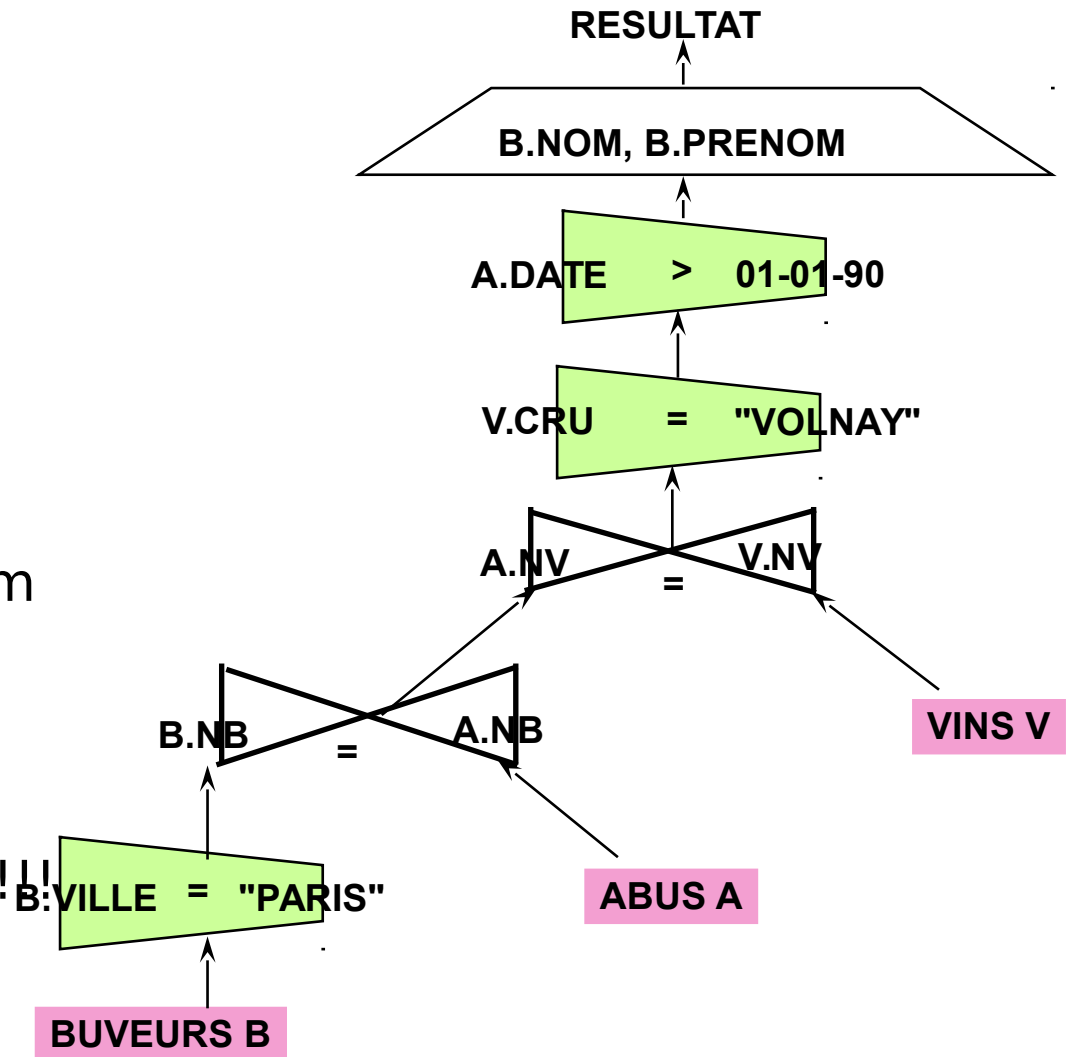 RESULTAT
B.NOM, B.PRENOM
A.DATE > 01-01-90
V.CRU = "VOLNAY"
A.NV = V.NV
m
B.NB = A.NB
VINS V
!!!
B.VILLE = "PARIS"
ABUS A
BUVEURS B